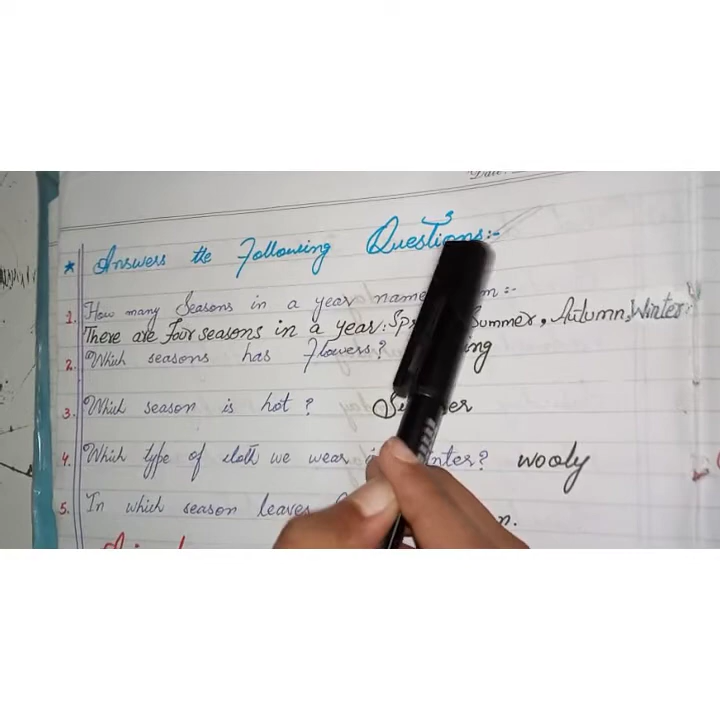 Date:
* Answers the Following Questions:-
1. How many Seasons in a year name :-
There are Four seasons in a year: Summer, Autumn, Winter.
2. Which seasons has Flowers?
3. Which season is hot?
4. Which type of cloth we wear winter? wooly
5. In which season leaves